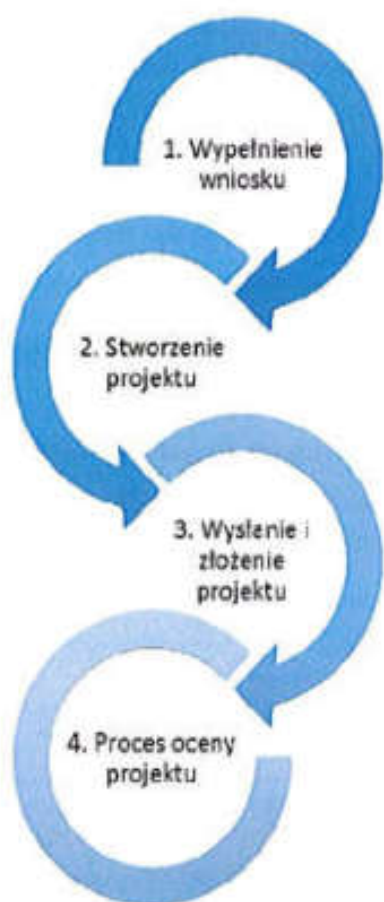 1. Wypełnienie
wniosku
2. Stworzenie
projektu
3. Wysłanie i
złożenie
projektu
4. Proces oceny
projektu